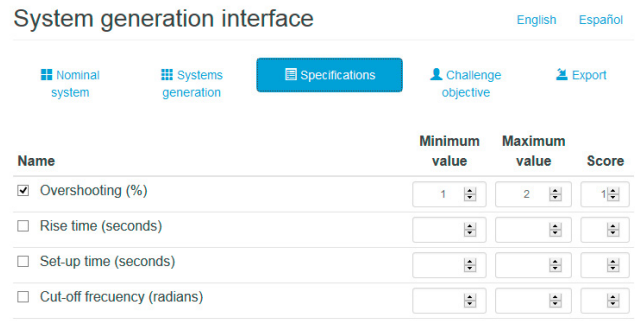 System generation interface
English Español
Nominal system
Systems generation
Specifications
Challenge objective
Export
Name Minimum value Maximum value Score
Overshooting (%) 1 2 1
Rise time (seconds)
Set-up time (seconds)
Cut-off frecuency (radians)